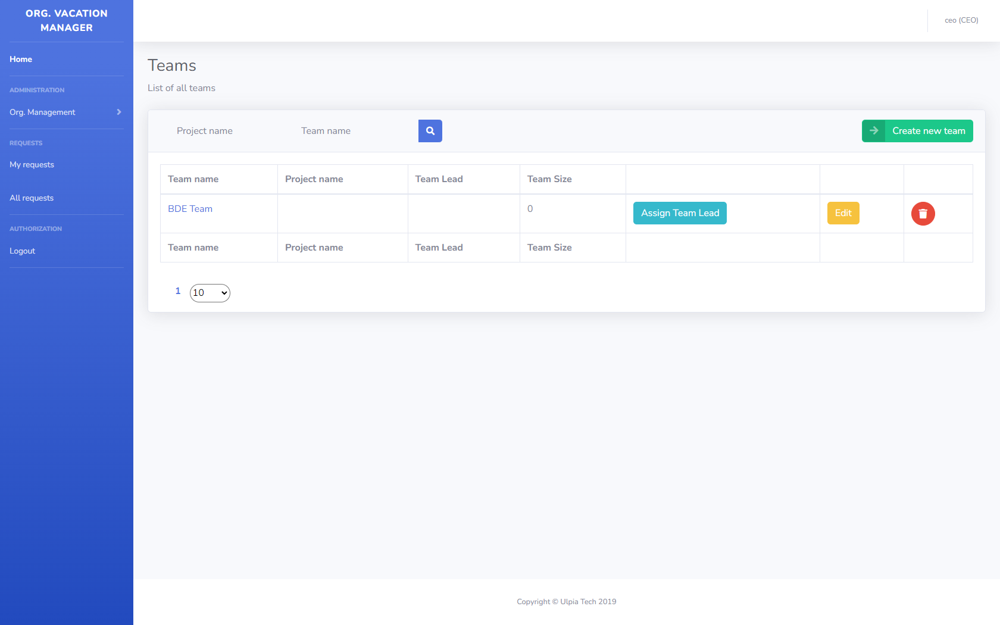 ORG. VACATION
MANAGER
ceo (CEO)
Home
ADMINISTRATION
Org. Management
REQUESTS
My requests
All requests
AUTHORIZATION
Logout
Teams
List of all teams
Project name Team name Create new team
Team name Project name Team Lead Team Size
BDE Team 0 Assign Team Lead Edit
Team name Project name Team Lead Team Size
1 10
Copyright © Ulpia Tech 2019